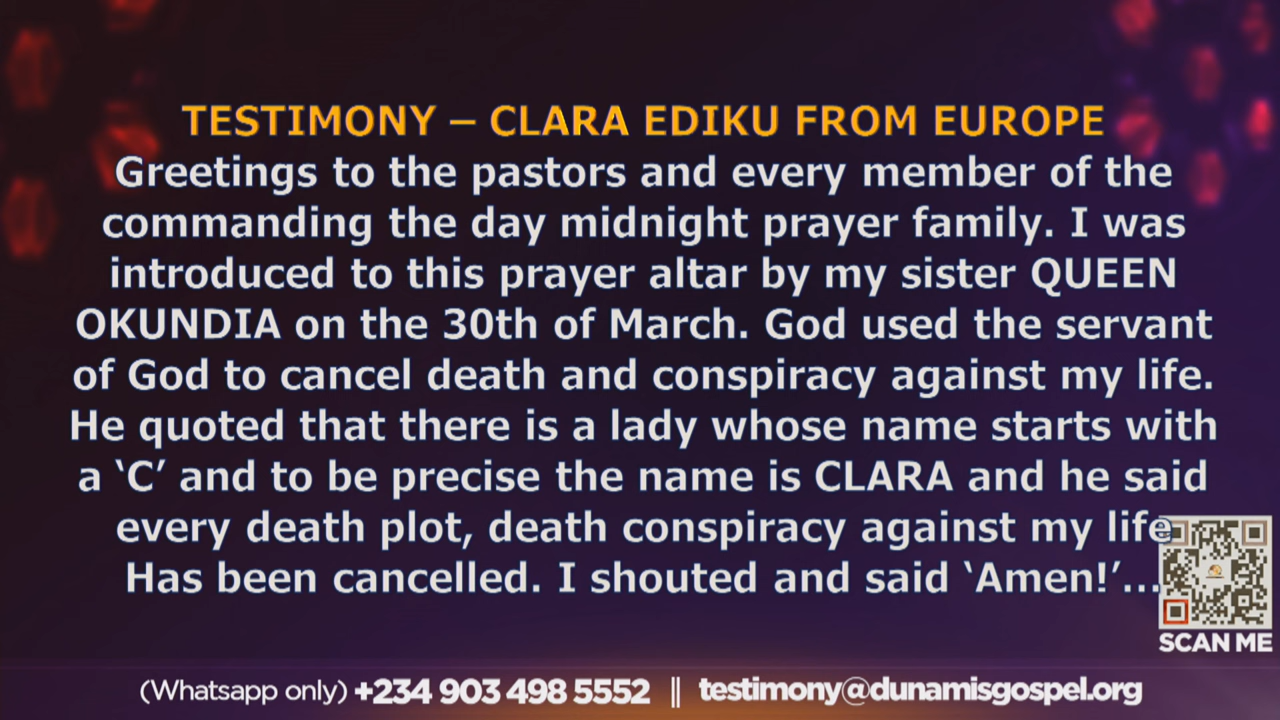 TESTIMONY – CLARA EDIKU FROM EUROPE
Greetings to the pastors and every member of the
commanding the day midnight prayer family. I was
introduced to this prayer altar by my sister QUEEN
OKUNDIA on the 30th of March. God used the servant
of God to cancel death and conspiracy against my life.
He quoted that there is a lady whose name starts with
a ‘C’ and to be precise the name is CLARA and he said
every death plot, death conspiracy against my life
Has been cancelled. I shouted and said ‘Amen!’...
SCAN ME
(Whatsapp only) +234 903 498 5552 || testimony@dunamisgospel.org